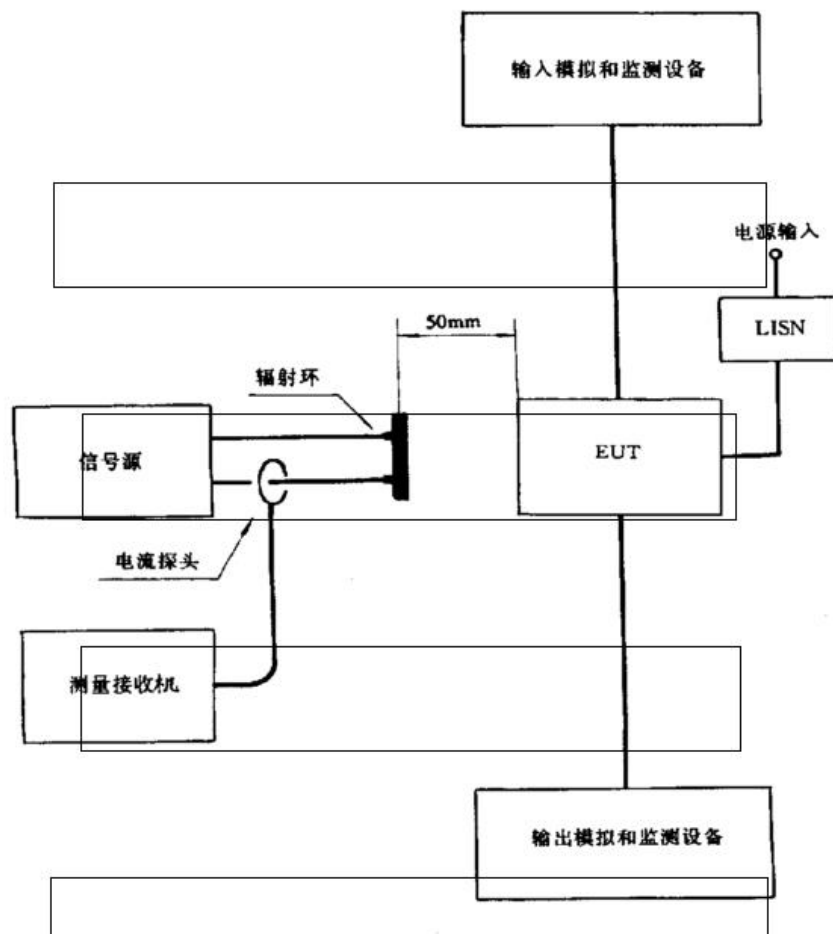 输入模拟和监测设备
电源输入
50mm
LISN
辐射环
信号源
EUT
电流探头
测量接收机
输出模拟和监测设备